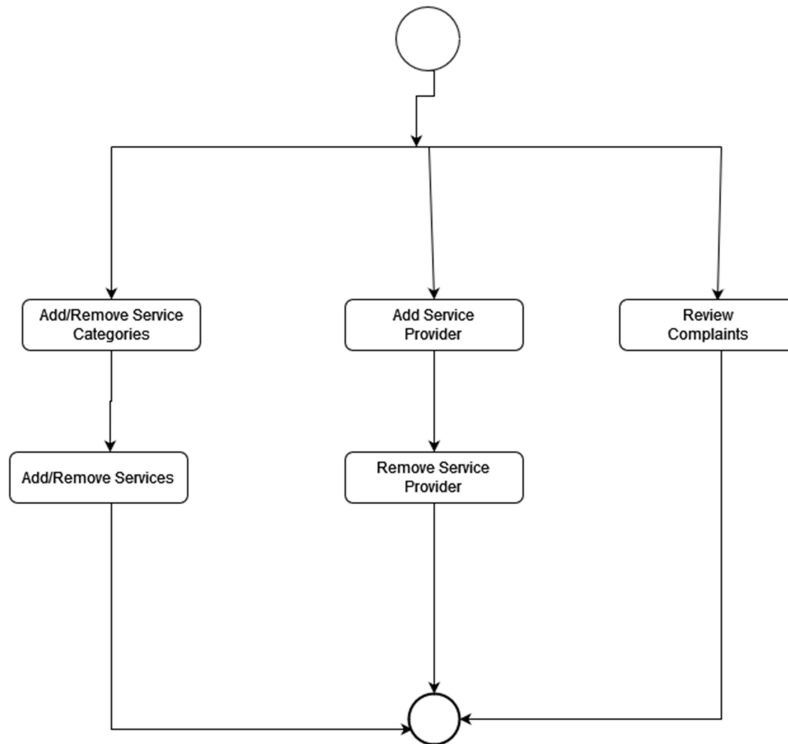 Add/Remove Service
Categories
Add Service
Provider
Review
Complaints
Add/Remove Services
Remove Service
Provider